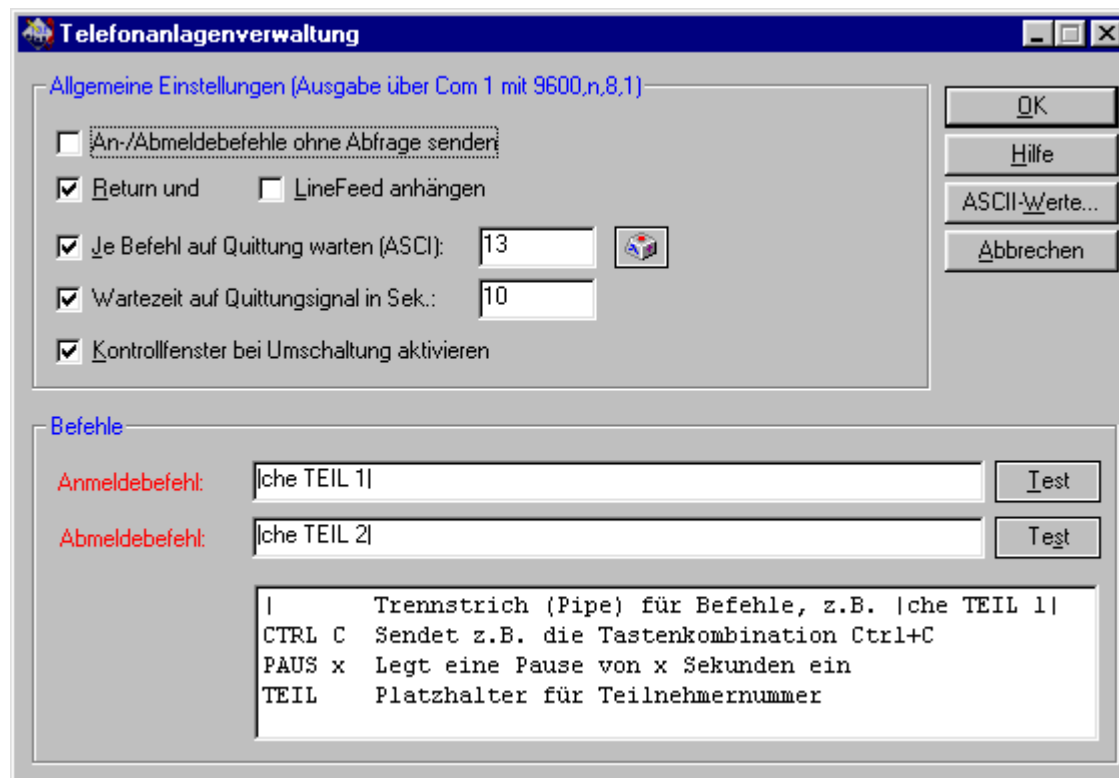 Telefonanlagenverwaltung
Allgemeine Einstellungen (Ausgabe über Com 1 mit 9600,n,8,1)
An-/Abmeldebefehle ohne Abfrage senden
Return und LineFeed anhängen
Je Befehl auf Quittung warten (ASCI): 13
Wartezeit auf Quittungsignal in Sek.: 10
Kontrollfenster bei Umschaltung aktivieren
OK
Hilfe
ASCII-Werte...
Abbrechen
Befehle
Anmeldebefehl: |che TEIL 1| Test
Abmeldebefehl: |che TEIL 2| Test
| Trennstrich (Pipe) für Befehle, z.B. |che TEIL 1|
CTRL C Sendet z.B. die Tastenkombination Ctrl+C
PAUS x Legt eine Pause von x Sekunden ein
TEIL Platzhalter für Teilnehmernummer